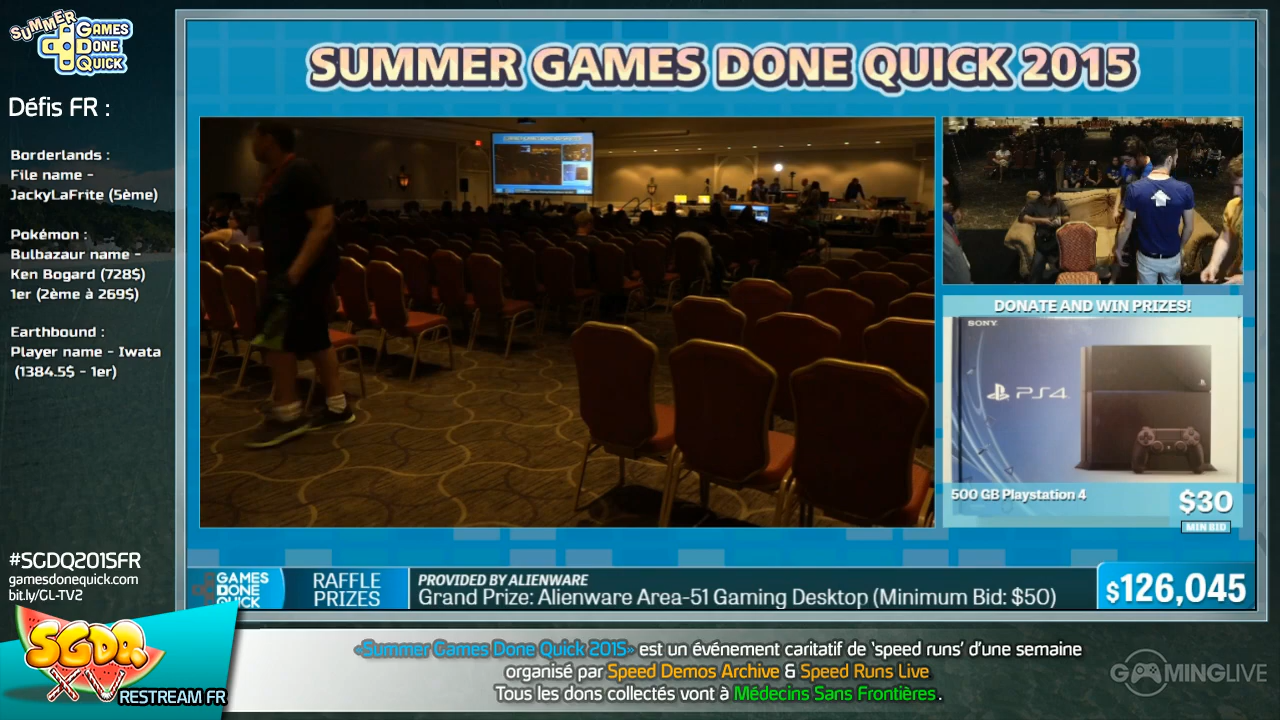 SUMMER
GAMES
DONE
QUICK
Défis FR :
Borderlands :
File name -
JackyLaFrite (5ème)
Pokémon :
Bulbazaur name -
Ken Bogard (728$)
1er (2ème à 269$)
Earthbound :
Player name - Iwata
(1384.5$ - 1er)
#SGDQ2015FR
gamesdonequick.com
bit.ly/GL-TV2
SGDQ
XV
RESTREAM FR
SUMMER GAMES DONE QUICK 2015
DONATE AND WIN PRIZES!
SONY
PS4
500 GB Playstation 4
$30
MIN BID
GAMES
DONE
QUICK
RAFFLE
PRIZES
PROVIDED BY ALIENWARE
Grand Prize: Alienware Area-51 Gaming Desktop (Minimum Bid: $50)
$126,045
«Summer Games Done Quick 2015» est un événement caritatif de 'speed runs' d'une semaine
organisé par Speed Demos Archive & Speed Runs Live
Tous les dons collectés vont à Médecins Sans Frontières.
GAMINGLIVE